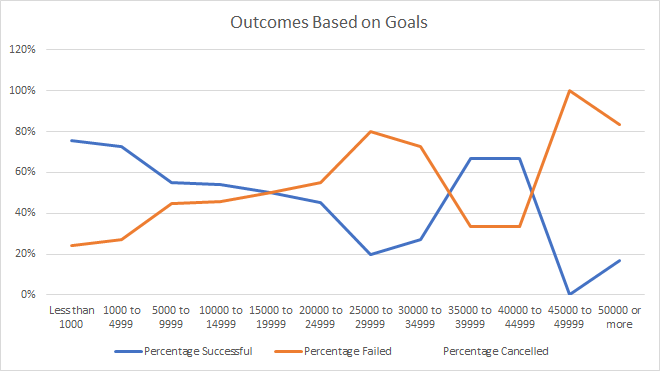 Outcomes Based on Goals
120%
100%
80%
60%
40%
20%
0%
Less than 1000
1000 to 4999
5000 to 9999
10000 to 14999
15000 to 19999
20000 to 24999
25000 to 29999
30000 to 34999
35000 to 39999
40000 to 44999
45000 to 49999
50000 or more
Percentage Successful
Percentage Failed
Percentage Cancelled